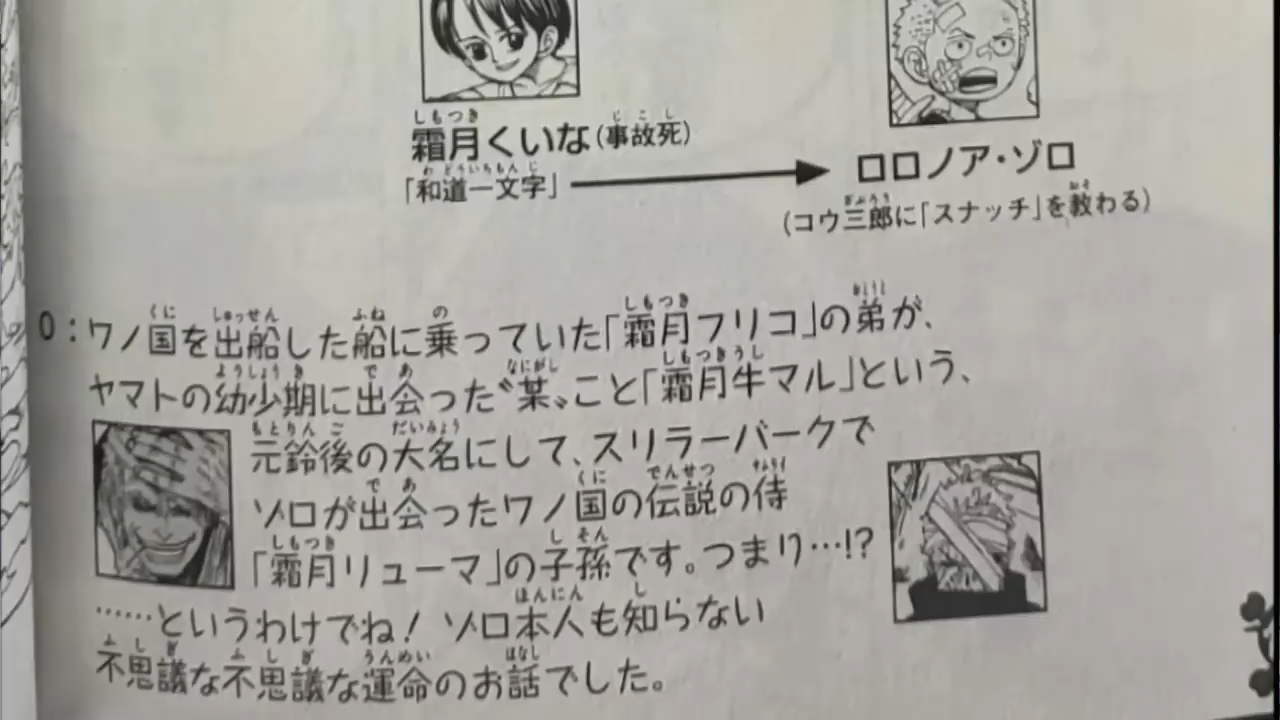 霜月くいな(事故死)
「和道一文字」
ロロノア・ゾロ
(コウ三郎に「スナッチ」を教わる)
O：ワノ国を出船した船に乗っていた「霜月フリコ」の弟が、
ヤマトの幼少期に出会った〝某〟こと「霜月牛マル」という、
元鈴後の大名にして、スリラーバークで
ゾロが出会ったワノ国の伝説の侍
「霜月リューマ」の子孫です。つまり…!?
……というわけでね！ ゾロ本人も知らない
不思議な不思議な運命のお話でした。